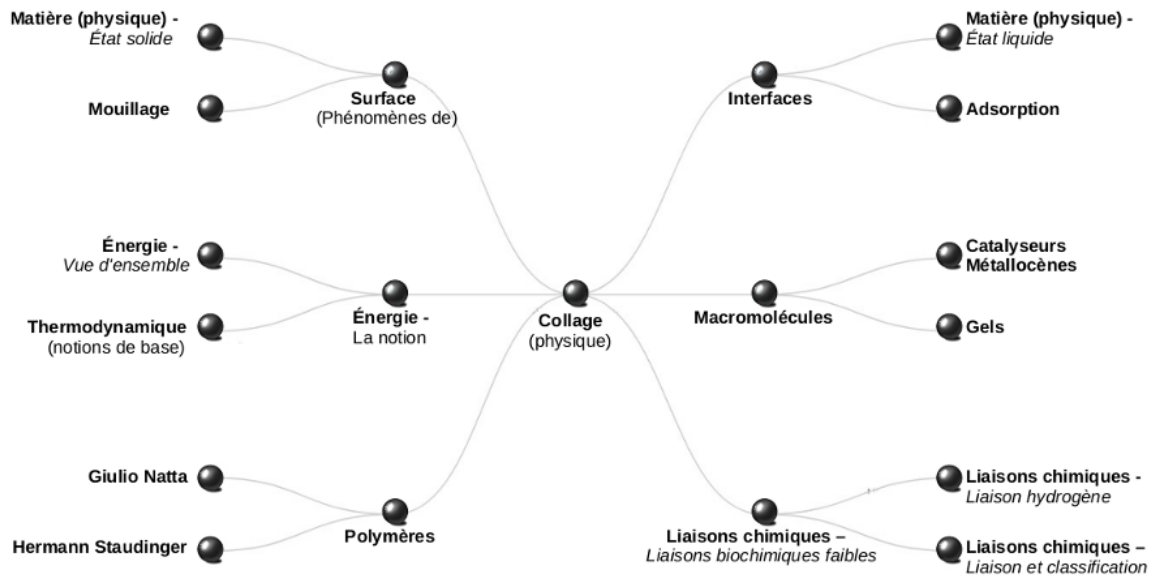 Matière (physique) -
État solide
Mouillage
Surface
(Phénomènes de)
Matière (physique) -
État liquide
Interfaces
Adsorption
Énergie -
Vue d'ensemble
Thermodynamique
(notions de base)
Énergie -
La notion
Collage
(physique)
Macromolécules
Catalyseurs
Métallocènes
Gels
Giulio Natta
Hermann Staudinger
Polymères
Liaisons chimiques –
Liaisons biochimiques faibles
Liaisons chimiques -
Liaison hydrogène
Liaisons chimiques –
Liaison et classification